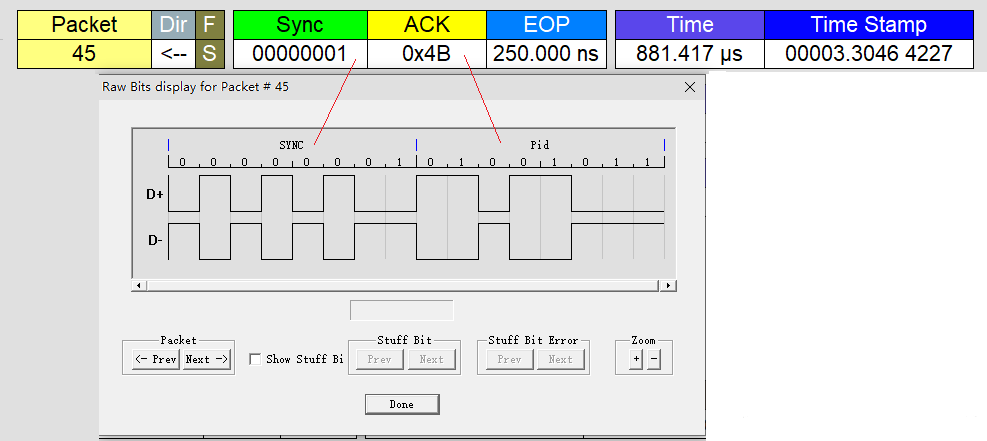 Packet Dir F Sync ACK EOP Time Time Stamp
45 <-- S 00000001 0x4B 250.000 ns 881.417 µs 00003.3046 4227
Raw Bits display for Packet # 45
SYNC Pid
0 0 0 0 0 0 0 1 0 1 0 0 1 0 1 1
D+
D-
Packet Stuff Bit Stuff Bit Error Zoom
<- Prev Next -> Show Stuff Bi Prev Next Prev Next + -
Done